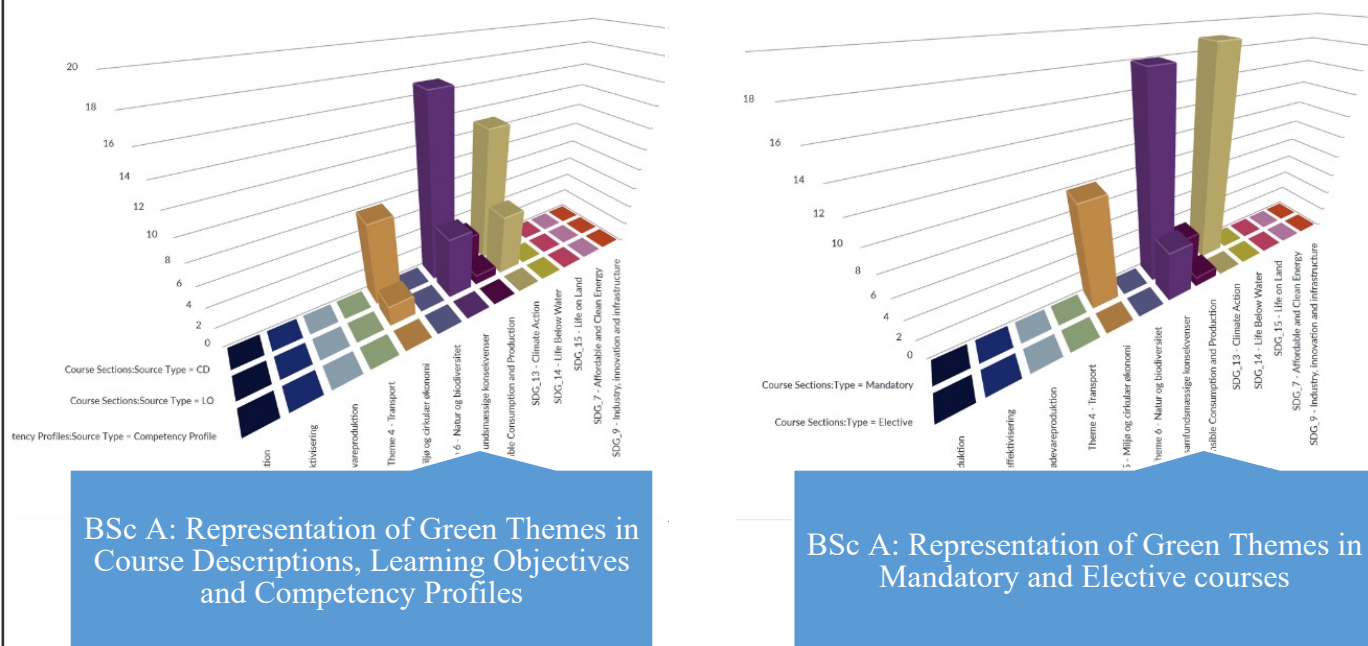 20
18
16
14
12
10
8
6
4
2
0
Course Sections:Source Type = CD
Course Sections:Source Type = LO
tency Profiles:Source Type = Competency Profile
ktivisering
vareproduktion
Theme 4 - Transport
iljø og cirkulær økonomi
6 - Natur og biodiversitet
undsmæssige konsekvenser
ble Consumption and Production
SDG_13 - Climate Action
SDG_14 - Life Below Water
SDG_15 - Life on Land
SDG_7 - Affordable and Clean Energy
SDG_9 - Industry, innovation and infrastructure
BSc A: Representation of Green Themes in
Course Descriptions, Learning Objectives
and Competency Profiles
18
16
14
12
10
8
6
4
2
0
Course Sections:Type = Mandatory
Course Sections:Type = Elective
duktion
effektivisering
ødevareproduktion
Theme 4 - Transport
5 - Miljø og cirkulær økonomi
heme 6 - Natur og biodiversitet
samfundsmæssige konsekvenser
nsible Consumption and Production
SDG_13 - Climate Action
SDG_14 - Life Below Water
SDG_15 - Life on Land
SDG_7 - Affordable and Clean Energy
SDG_9 - Industry, innovation and infrastructure
BSc A: Representation of Green Themes in
Mandatory and Elective courses